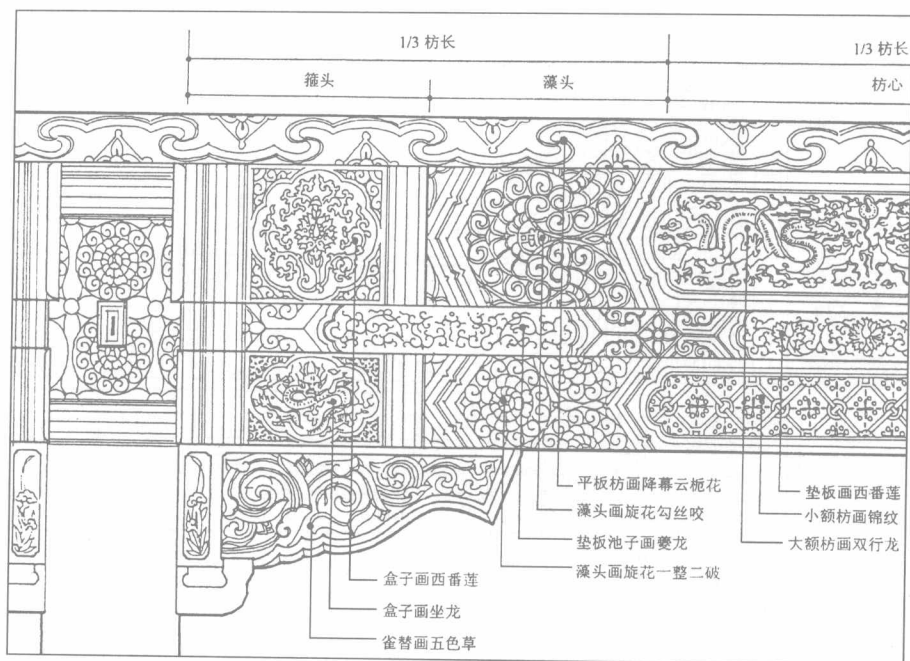 1/3 枋长
1/3 枋长
箍头
藻头
枋心
平板枋画降幕云栀花
藻头画旋花勾丝咬
垫板池子画夔龙
藻头画旋花一整二破
垫板画西番莲
小额枋画锦纹
大额枋画双行龙
盒子画西番莲
盒子画坐龙
雀替画五色草